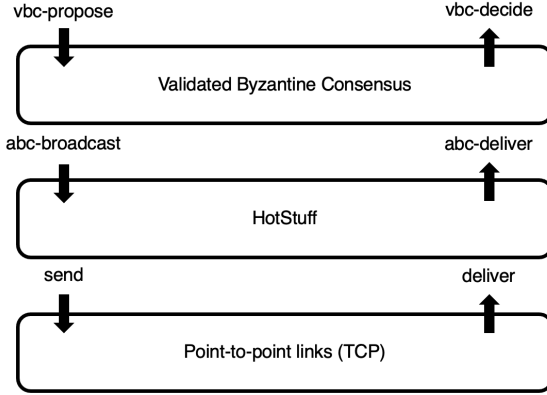 vbc-propose
vbc-decide
Validated Byzantine Consensus
abc-broadcast
abc-deliver
HotStuff
send
deliver
Point-to-point links (TCP)